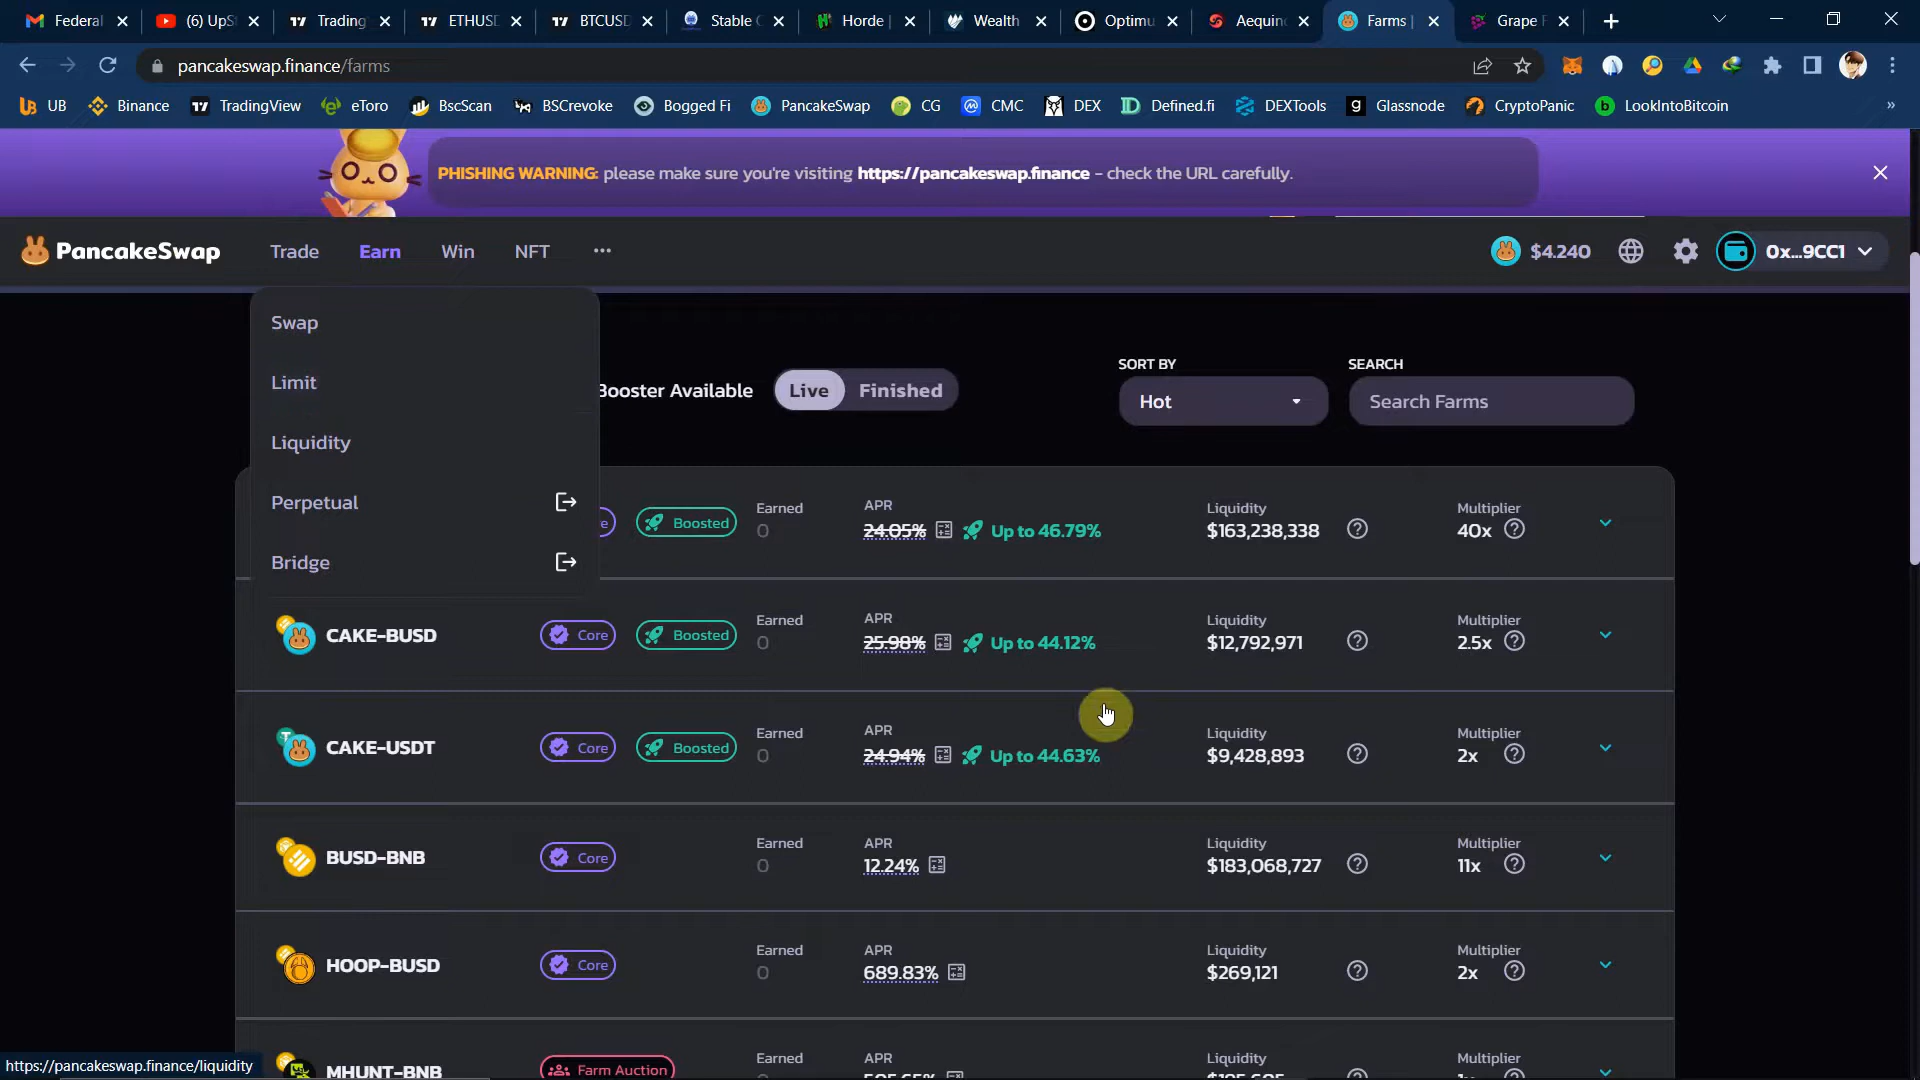 Federal
(6) UpS
Trading
ETHUSD
BTCUSD
Stable
Horde
Wealth
Optimu
Aequin
Farms |
Grape F
pancakeswap.finance/farms
UB
Binance
TradingView
eToro
BscScan
BSCrevoke
Bogged Fi
PancakeSwap
CG
CMC
DEX
Defined.fi
DEXTools
Glassnode
CryptoPanic
LookIntoBitcoin
»
PHISHING WARNING: please make sure you're visiting https://pancakeswap.finance - check the URL carefully.
PancakeSwap
Trade
Earn
Win
NFT
$4.240
0x...9CC1
Swap
Limit
Liquidity
Perpetual
Bridge
Booster Available
Live
Finished
SORT BY
Hot
SEARCH
Search Farms
Boosted
Earned
0
APR
24.05%
Up to 46.79%
Liquidity
$163,238,338
Multiplier
40x
CAKE-BUSD
Core
Boosted
Earned
0
APR
25.98%
Up to 44.12%
Liquidity
$12,792,971
Multiplier
2.5x
CAKE-USDT
Core
Boosted
Earned
0
APR
24.94%
Up to 44.63%
Liquidity
$9,428,893
Multiplier
2x
BUSD-BNB
Core
Earned
0
APR
12.24%
Liquidity
$183,068,727
Multiplier
11x
HOOP-BUSD
Core
Earned
0
APR
689.83%
Liquidity
$269,121
Multiplier
2x
MHUNT-BNB
Farm Auction
Earned
APR
Liquidity
Multiplier
https://pancakeswap.finance/liquidity